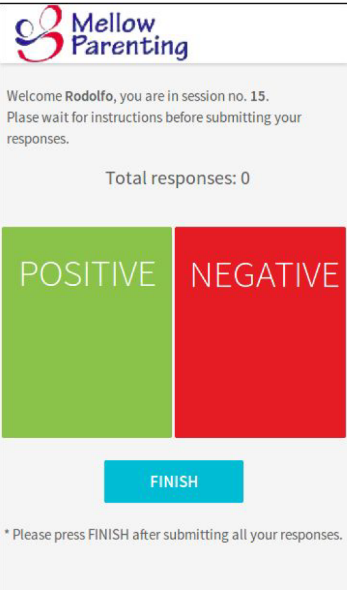 Mellow
Parenting
Welcome Rodolfo, you are in session no. 15.
Plase wait for instructions before submitting your
responses.
Total responses: 0
POSITIVE
NEGATIVE
FINISH
* Please press FINISH after submitting all your responses.